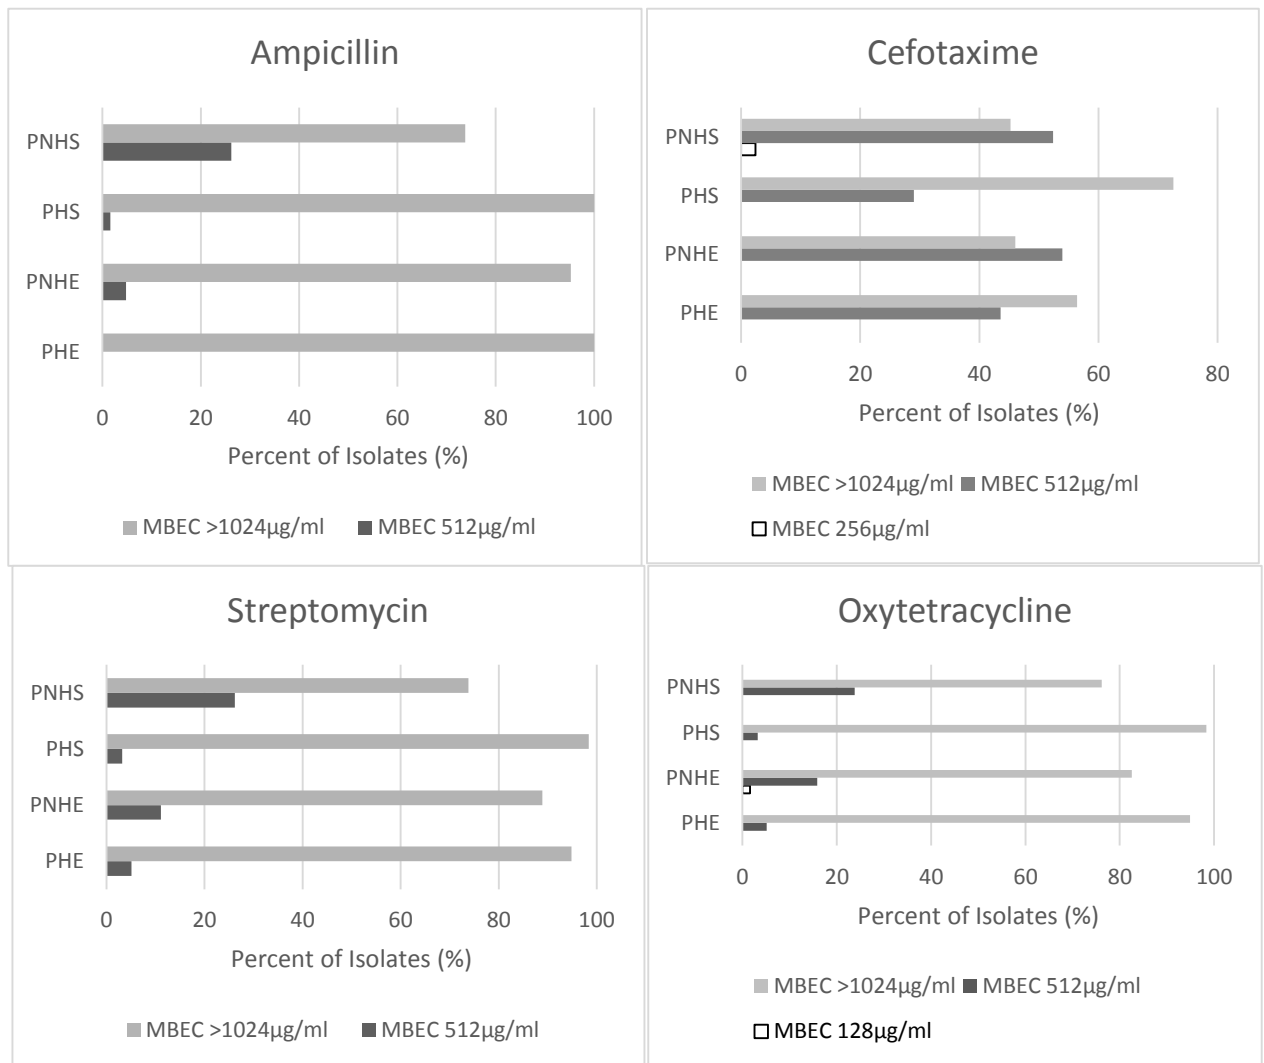 Ampicillin
PNHS
PHS
PNHE
PHE
0 20 40 60 80 100
Percent of Isolates (%)
MBEC >1024µg/ml MBEC 512µg/ml
Cefotaxime
PNHS
PHS
PNHE
PHE
0 20 40 60 80
Percent of Isolates (%)
MBEC >1024µg/ml MBEC 512µg/ml
MBEC 256µg/ml
Streptomycin
PNHS
PHS
PNHE
PHE
0 20 40 60 80 100
Percent of Isolates (%)
MBEC >1024µg/ml MBEC 512µg/ml
Oxytetracycline
PNHS
PHS
PNHE
PHE
0 20 40 60 80 100
Percent of Isolates (%)
MBEC >1024µg/ml MBEC 512µg/ml
MBEC 128µg/ml